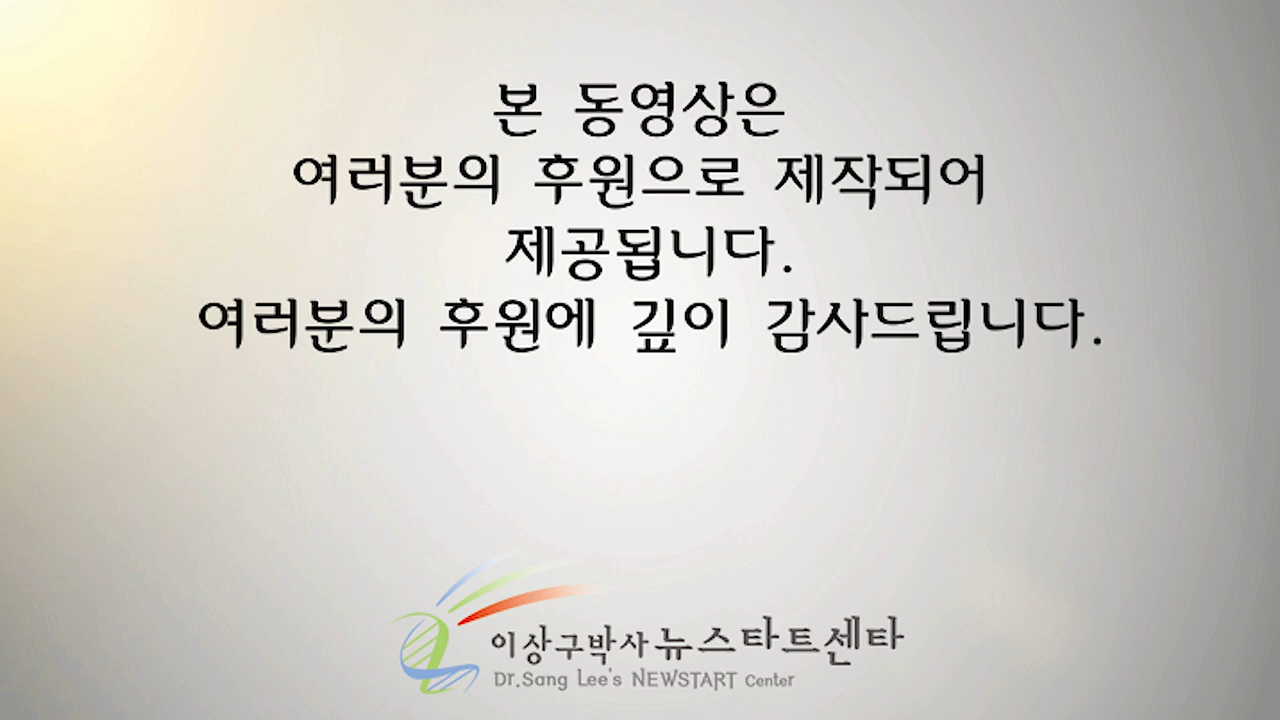 본 동영상은
여러분의 후원으로 제작되어
제공됩니다.
여러분의 후원에 깊이 감사드립니다.
이상구박사 뉴스타트센타
Dr.Sang Lee's NEWSTART Center